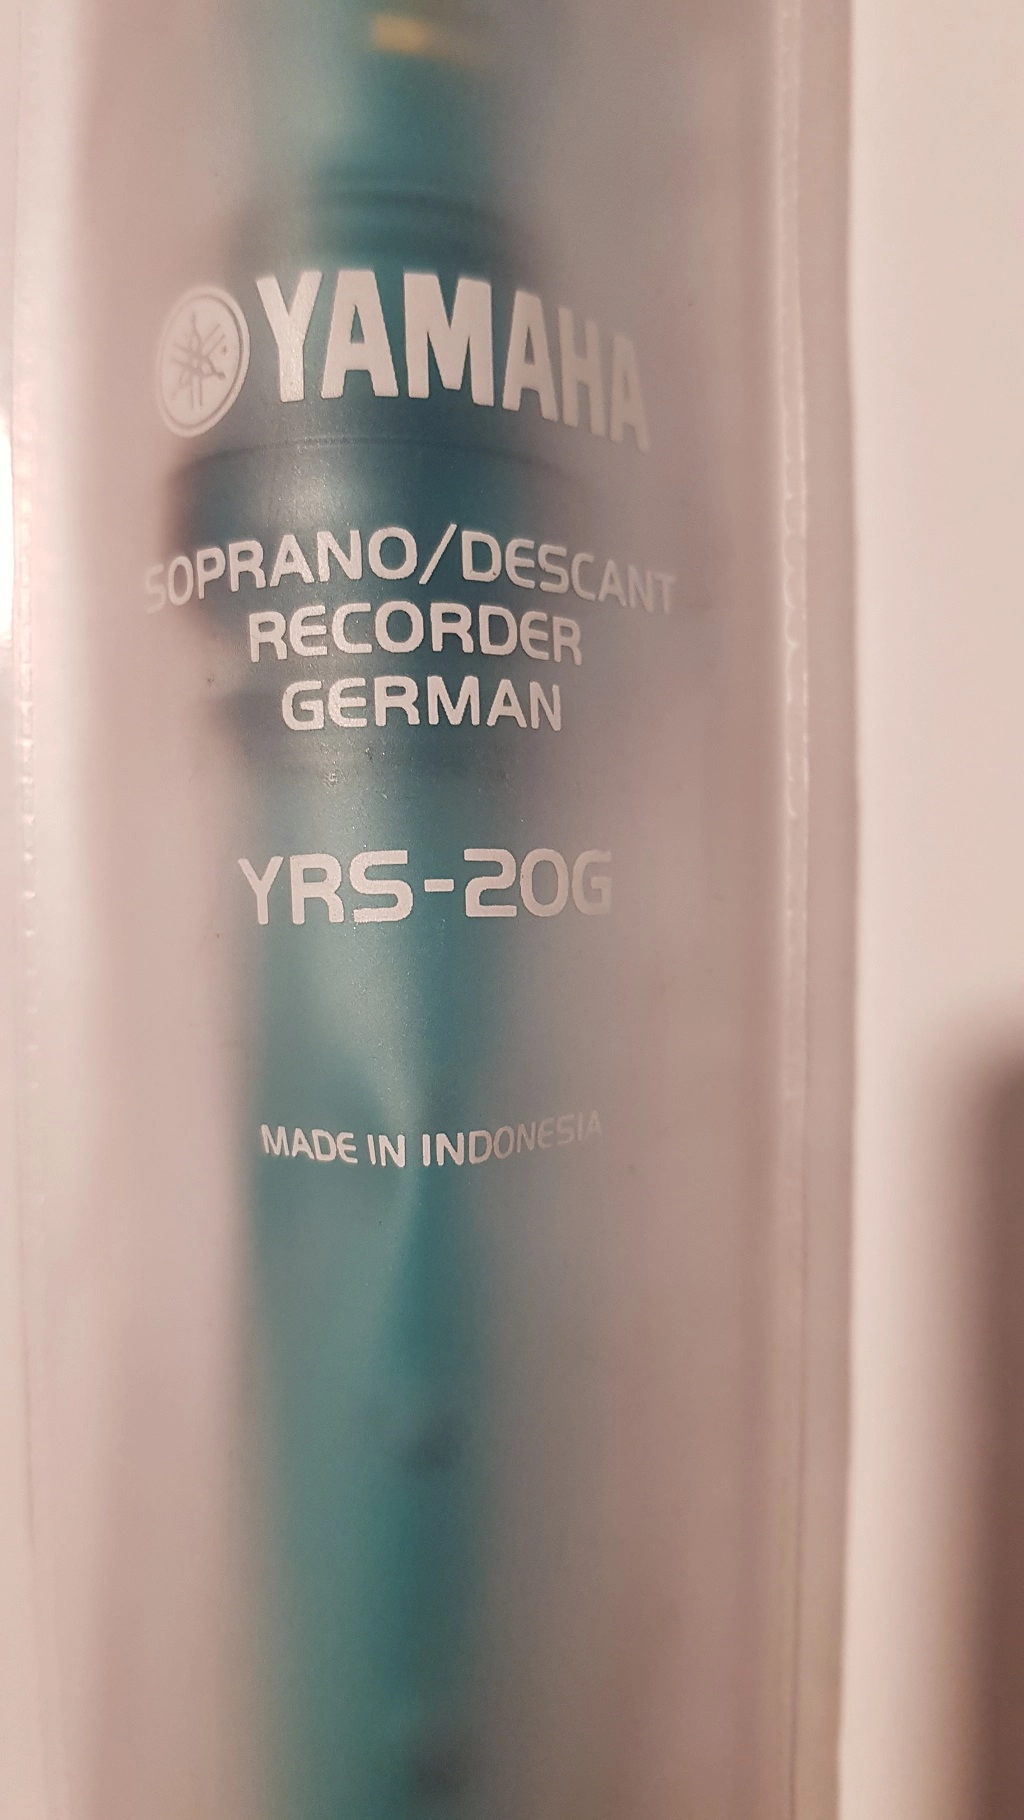 YAMAHA
SOPRANO/DESCANT
RECORDER
GERMAN
YRS-20G
MADE IN INDONESIA